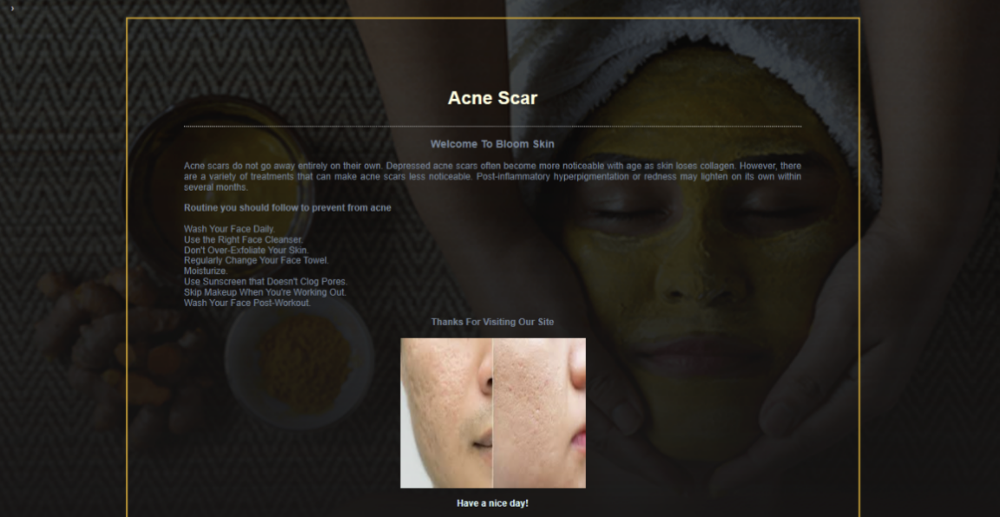 Acne Scar
Welcome To Bloom Skin
Acne scars do not go away entirely on their own. Depressed acne scars often become more noticeable with age as skin loses collagen. However, there
are a variety of treatments that can make acne scars less noticeable. Post-inflammatory hyperpigmentation or redness may lighten on its own within
several months.
Routine you should follow to prevent from acne
Wash Your Face Daily.
Use the Right Face Cleanser.
Don't Over-Exfoliate Your Skin.
Regularly Change Your Face Towel.
Moisturize.
Use Sunscreen that Doesn't Clog Pores.
Skip Makeup When You're Working Out.
Wash Your Face Post-Workout.
Thanks For Visiting Our Site
Have a nice day!